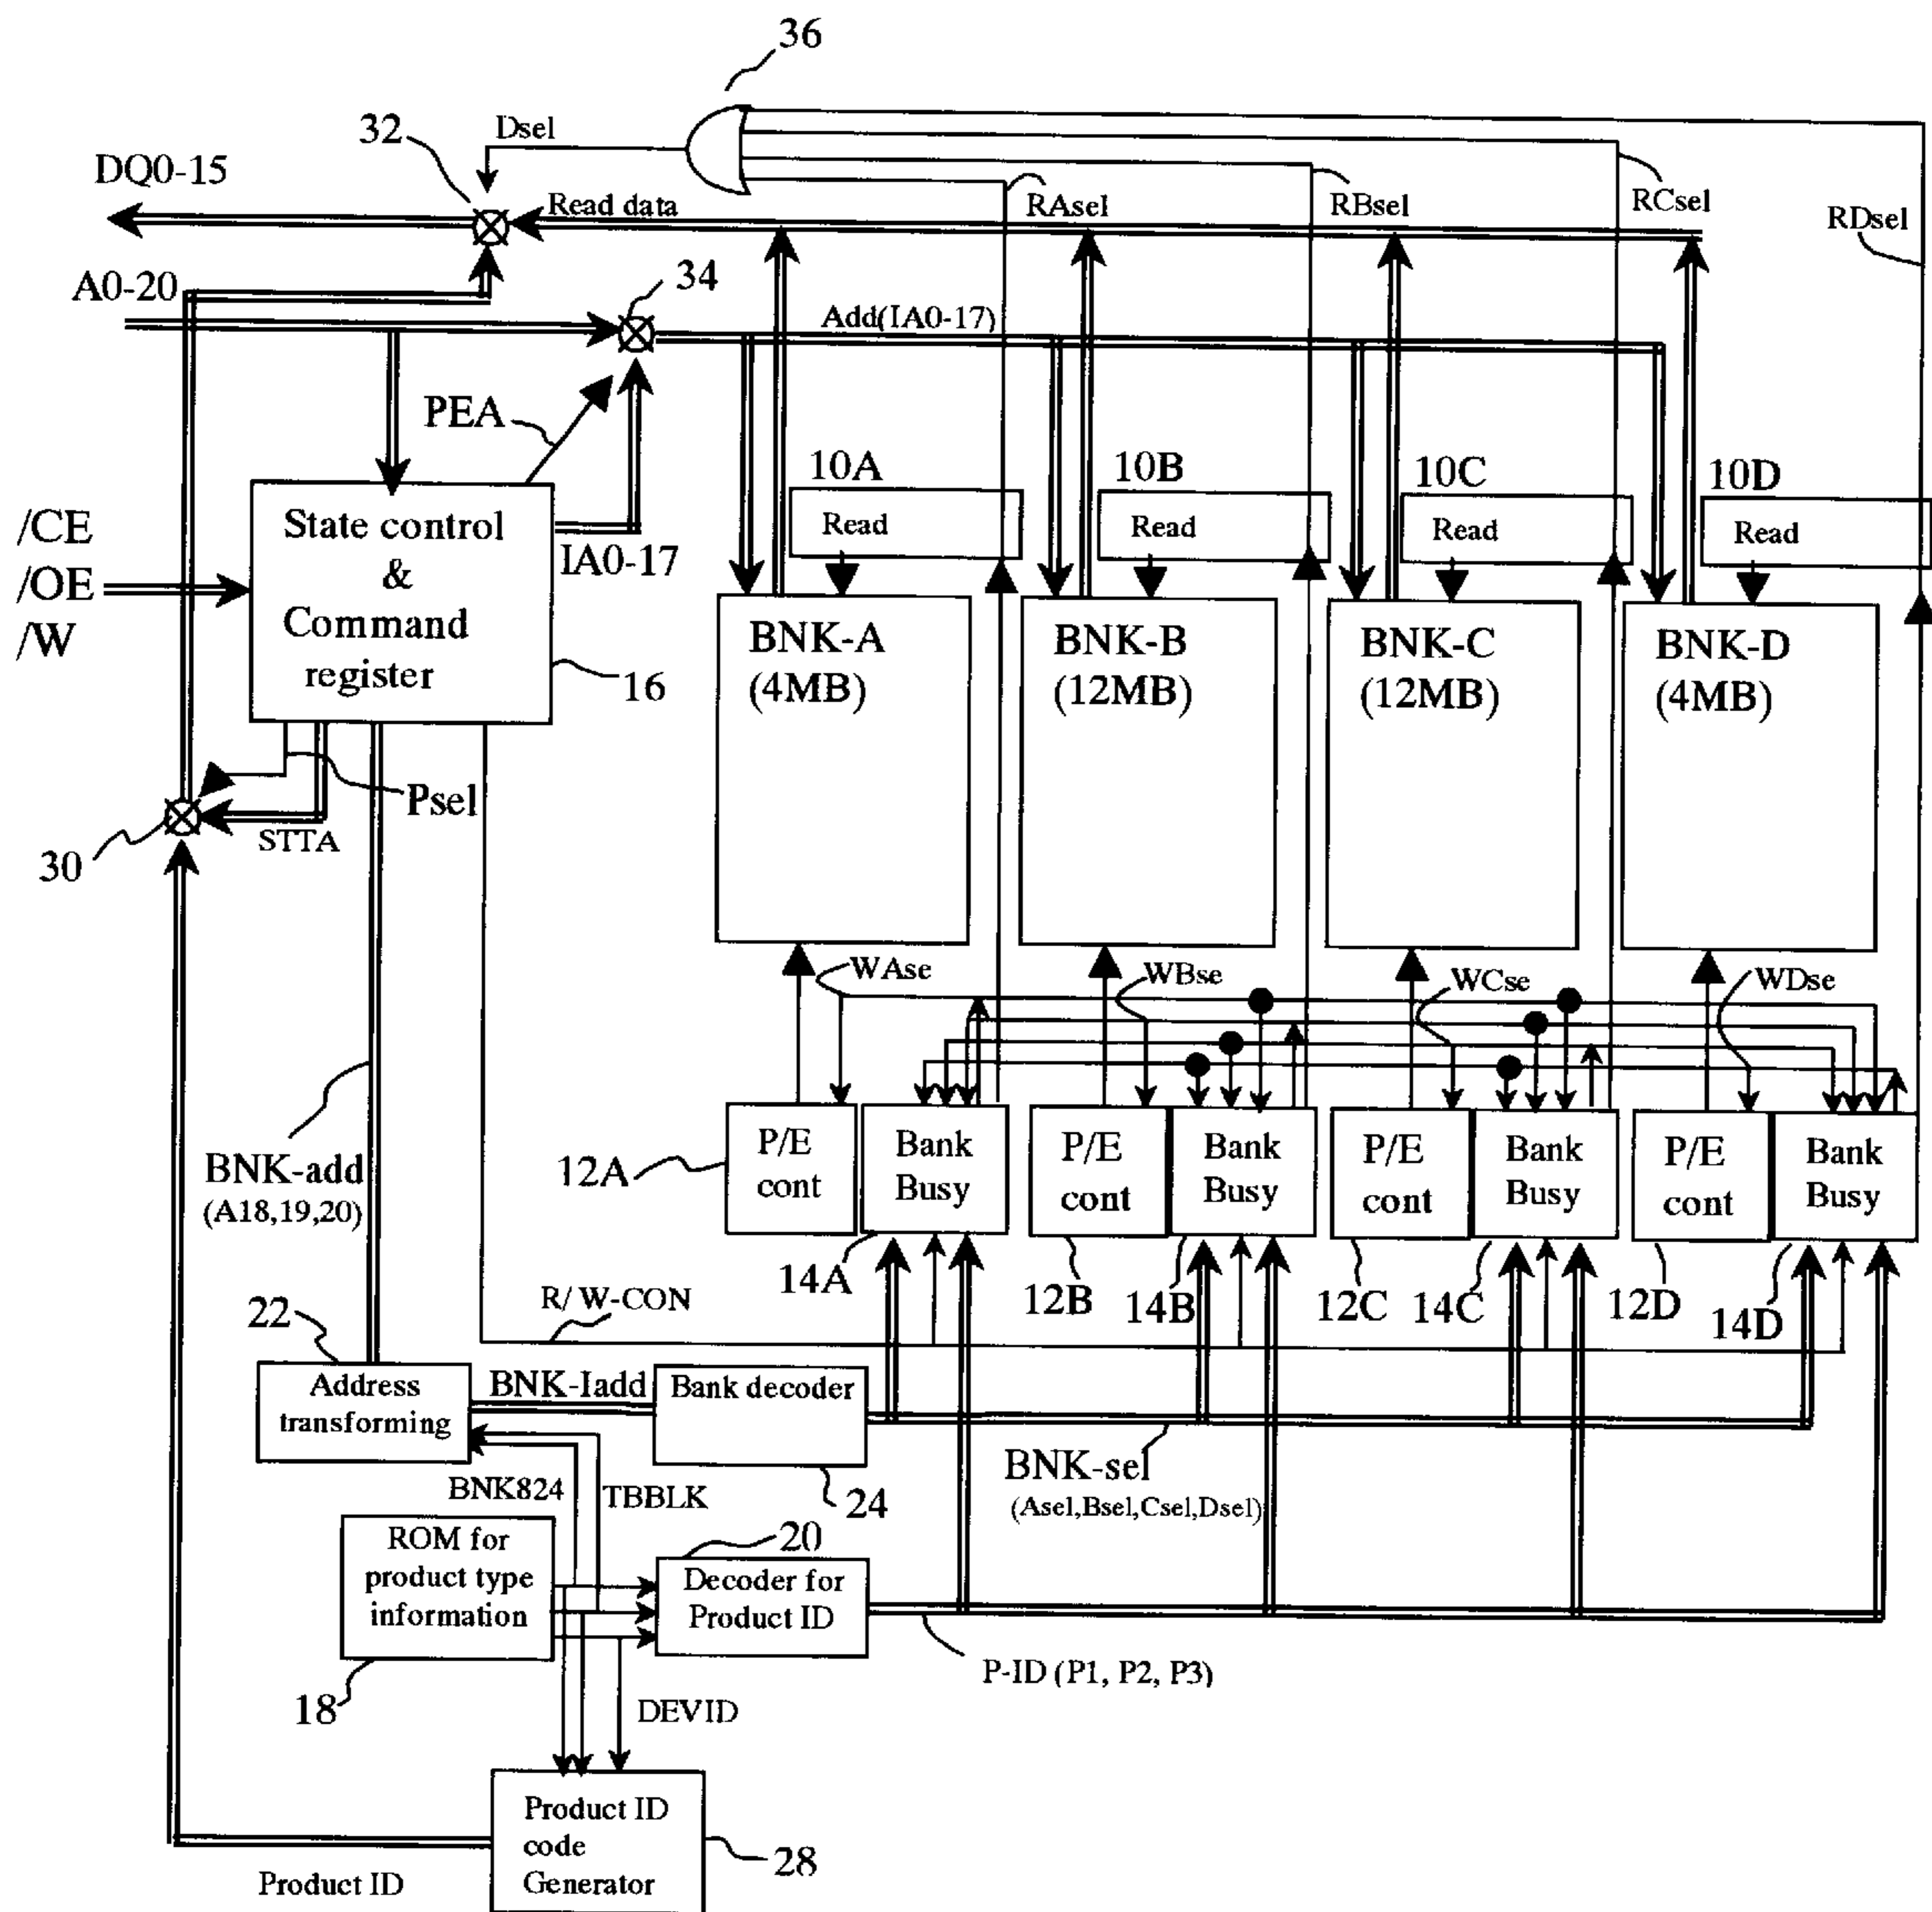 36
32
Dsel
DQ0-15
Read data
RAsel
RBsel
RCsel
RDsel
A0-20
34
Add(IA0-17)
PEA
10A
10B
10C
10D
Read
Read
Read
Read
/CE
/OE
/W
State control
&
Command
register
16
IA0-17
BNK-A
(4MB)
BNK-B
(12MB)
BNK-C
(12MB)
BNK-D
(4MB)
Psel
STTA
30
WAse
WBse
WCse
WDse
BNK-add
(A18,19,20)
12A
P/E
cont
Bank
Busy
P/E
cont
Bank
Busy
P/E
cont
Bank
Busy
P/E
cont
Bank
Busy
14A
12B
14B
12C
14C
12D
14D
R/ W-CON
22
Address
transforming
BNK-Iadd
Bank decoder
24
BNK-sel
(Asel,Bsel,Csel,Dsel)
BNK824
TBBLK
ROM for
product type
information
18
20
Decoder for
Product ID
P-ID (P1, P2, P3)
DEVID
Product ID
code
Generator
28
Product ID